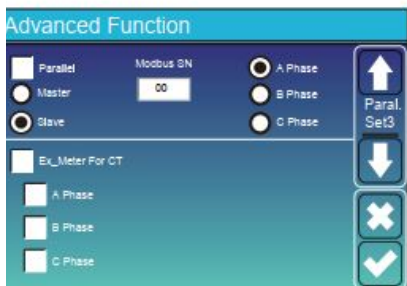 Advanced Function
Parallel
Modbus SN
A Phase
Master
00
B Phase
Slave
C Phase
Paral.
Set3
Ex_Meter For CT
A Phase
B Phase
C Phase